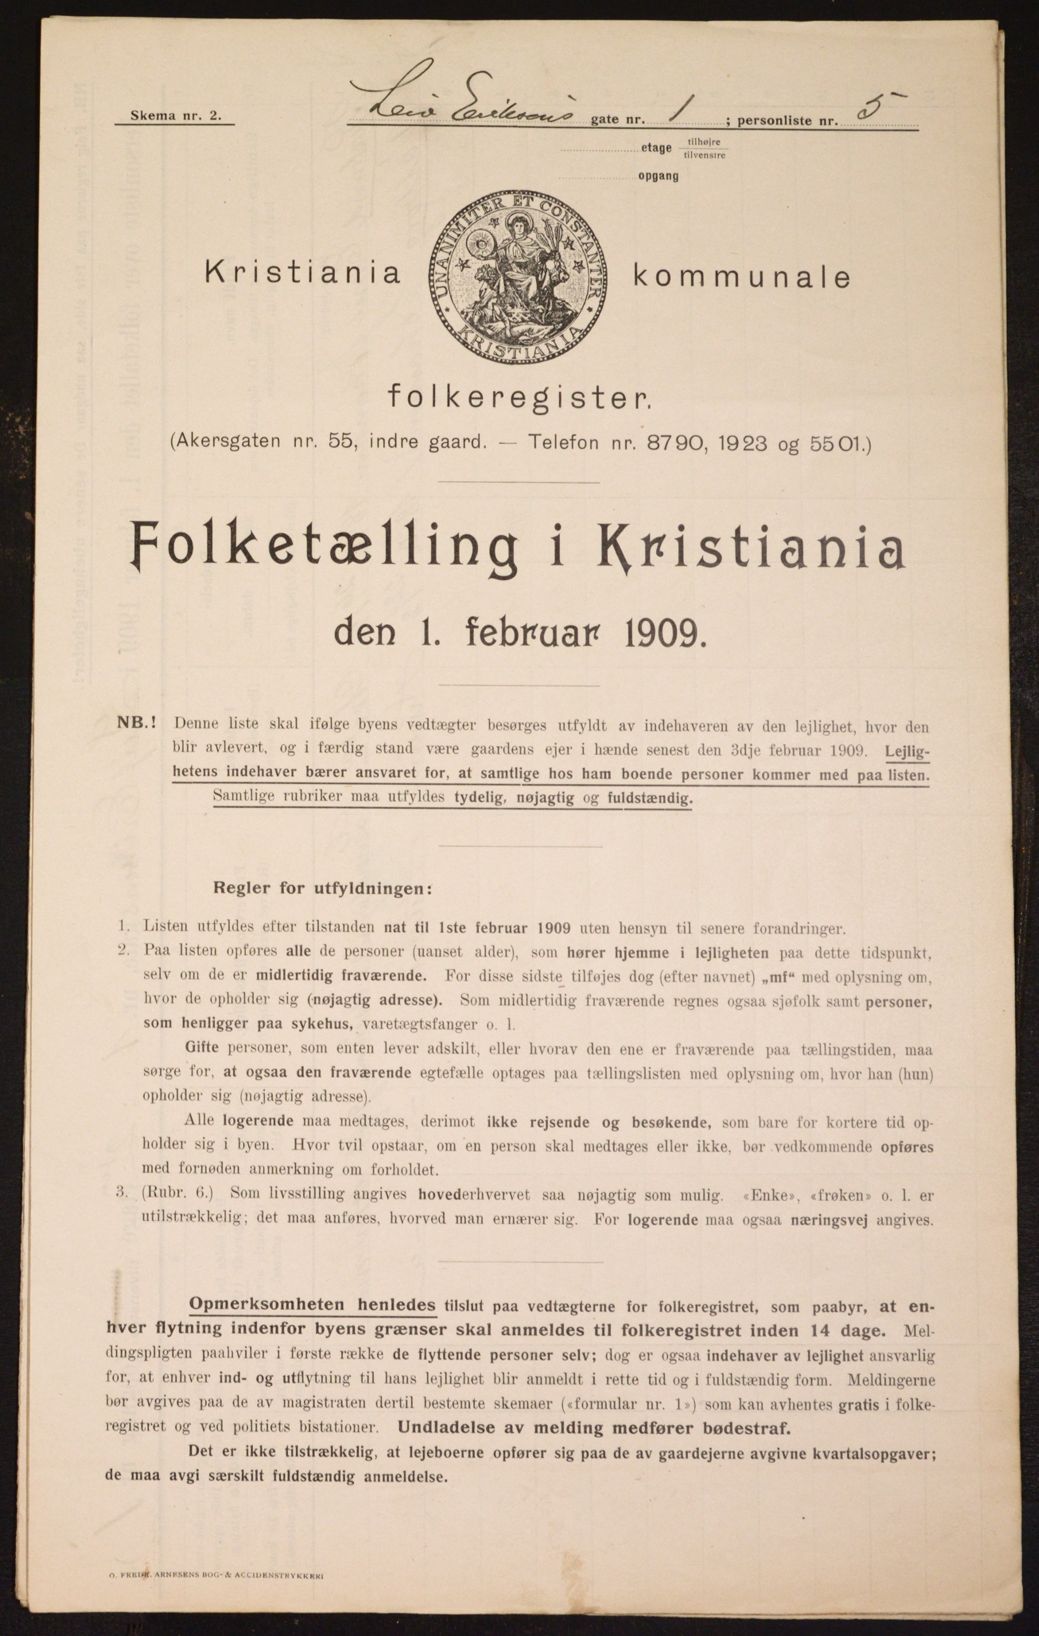 Skema nr. 2.
Leiv Eriksons gate nr. 1 ; personliste nr. 5
etage tilhøjre
tilvenstre
opgang
UNANIMITER ET CONSTANTER
KRISTIANIA
Kristiania kommunale
folkeregister.
(Akersgaten nr. 55, indre gaard. — Telefon nr. 8790, 1923 og 5501.)
Folketælling i Kristiania
den 1. februar 1909.
NB.! Denne liste skal ifølge byens vedtægter besørges utfyldt av indehaveren av den lejlighet, hvor den
blir avlevert, og i færdig stand være gaardens ejer i hænde senest den 3dje februar 1909. Lejlig-
hetens indehaver bærer ansvaret for, at samtlige hos ham boende personer kommer med paa listen.
Samtlige rubriker maa utfyldes tydelig, nøjagtig og fuldstændig.
Regler for utfyldningen:
1. Listen utfyldes efter tilstanden nat til 1ste februar 1909 uten hensyn til senere forandringer.
2. Paa listen opføres alle de personer (uanset alder), som hører hjemme i lejligheten paa dette tidspunkt,
selv om de er midlertidig fraværende. For disse sidste tilføjes dog (efter navnet) „mf“ med oplysning om,
hvor de opholder sig (nøjagtig adresse). Som midlertidig fraværende regnes ogsaa sjøfolk samt personer,
som henligger paa sykehus, varetægtsfanger o. l.
Gifte personer, som enten lever adskilt, eller hvorav den ene er fraværende paa tællingstiden, maa
sørge for, at ogsaa den fraværende egtefælle optages paa tællingslisten med oplysning om, hvor han (hun)
opholder sig (nøjagtig adresse).
Alle logerende maa medtages, derimot ikke rejsende og besøkende, som bare for kortere tid op-
holder sig i byen. Hvor tvil opstaar, om en person skal medtages eller ikke, bør vedkommende opføres
med fornøden anmerkning om forholdet.
3. (Rubr. 6.) Som livsstilling angives hovederhvervet saa nøjagtig som mulig. «Enke», «frøken» o. l. er
utilstrækkelig; det maa anføres, hvorved man ernærer sig. For logerende maa ogsaa næringsvej angives.
Opmerksomheten henledes tilslut paa vedtægterne for folkeregistret, som paabyr, at en-
hver flytning indenfor byens grænser skal anmeldes til folkeregistret inden 14 dage. Mel-
dingspligten paahviler i første række de flyttende personer selv; dog er ogsaa indehaver av lejlighet ansvarlig
for, at enhver ind- og utflytning til hans lejlighet blir anmeldt i rette tid og i fuldstændig form. Meldingerne
bør avgives paa de av magistraten dertil bestemte skemaer («formular nr. 1») som kan avhentes gratis i folke-
registret og ved politiets bistationer. Undladelse av melding medfører bødestraf.
Det er ikke tilstrækkelig, at lejeboerne opfører sig paa de av gaardejerne avgivne kvartalsopgaver;
de maa avgi særskilt fuldstændig anmeldelse.
O. FREDR. ARNESENS BOG- & ACCIDENSTRYKKERI